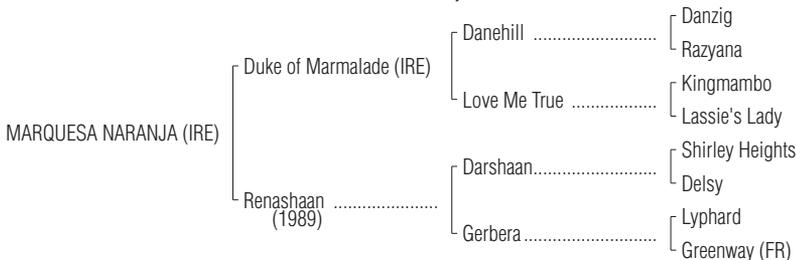 Danzig
Danehill ..........................
Razyana
Duke of Marmalade (IRE)
Kingmambo
Love Me True ..................
Lassie's Lady
MARQUESA NARANJA (IRE)
Shirley Heights
Darshaan..........................
Delsy
Renashaan ......................
(1989)
Lyphard
Gerbera ............................
Greenway (FR)